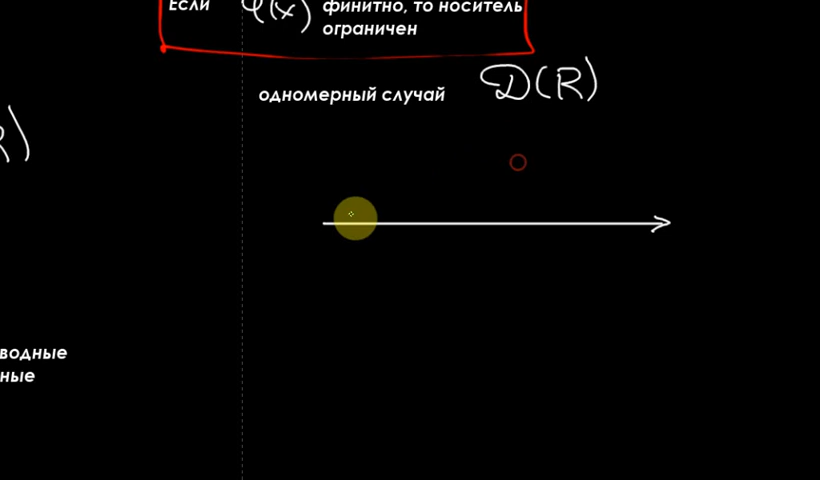 Если φ(x) финитно, то носитель
ограничен
одномерный случай D(R)
R)
водные
ные